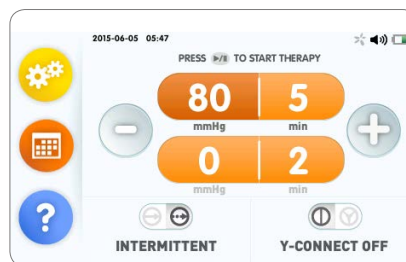 2015-06-05 05:47
PRESS ▶/II TO START THERAPY
80 5
mmHg min
0 2
mmHg min
INTERMITTENT Y-CONNECT OFF